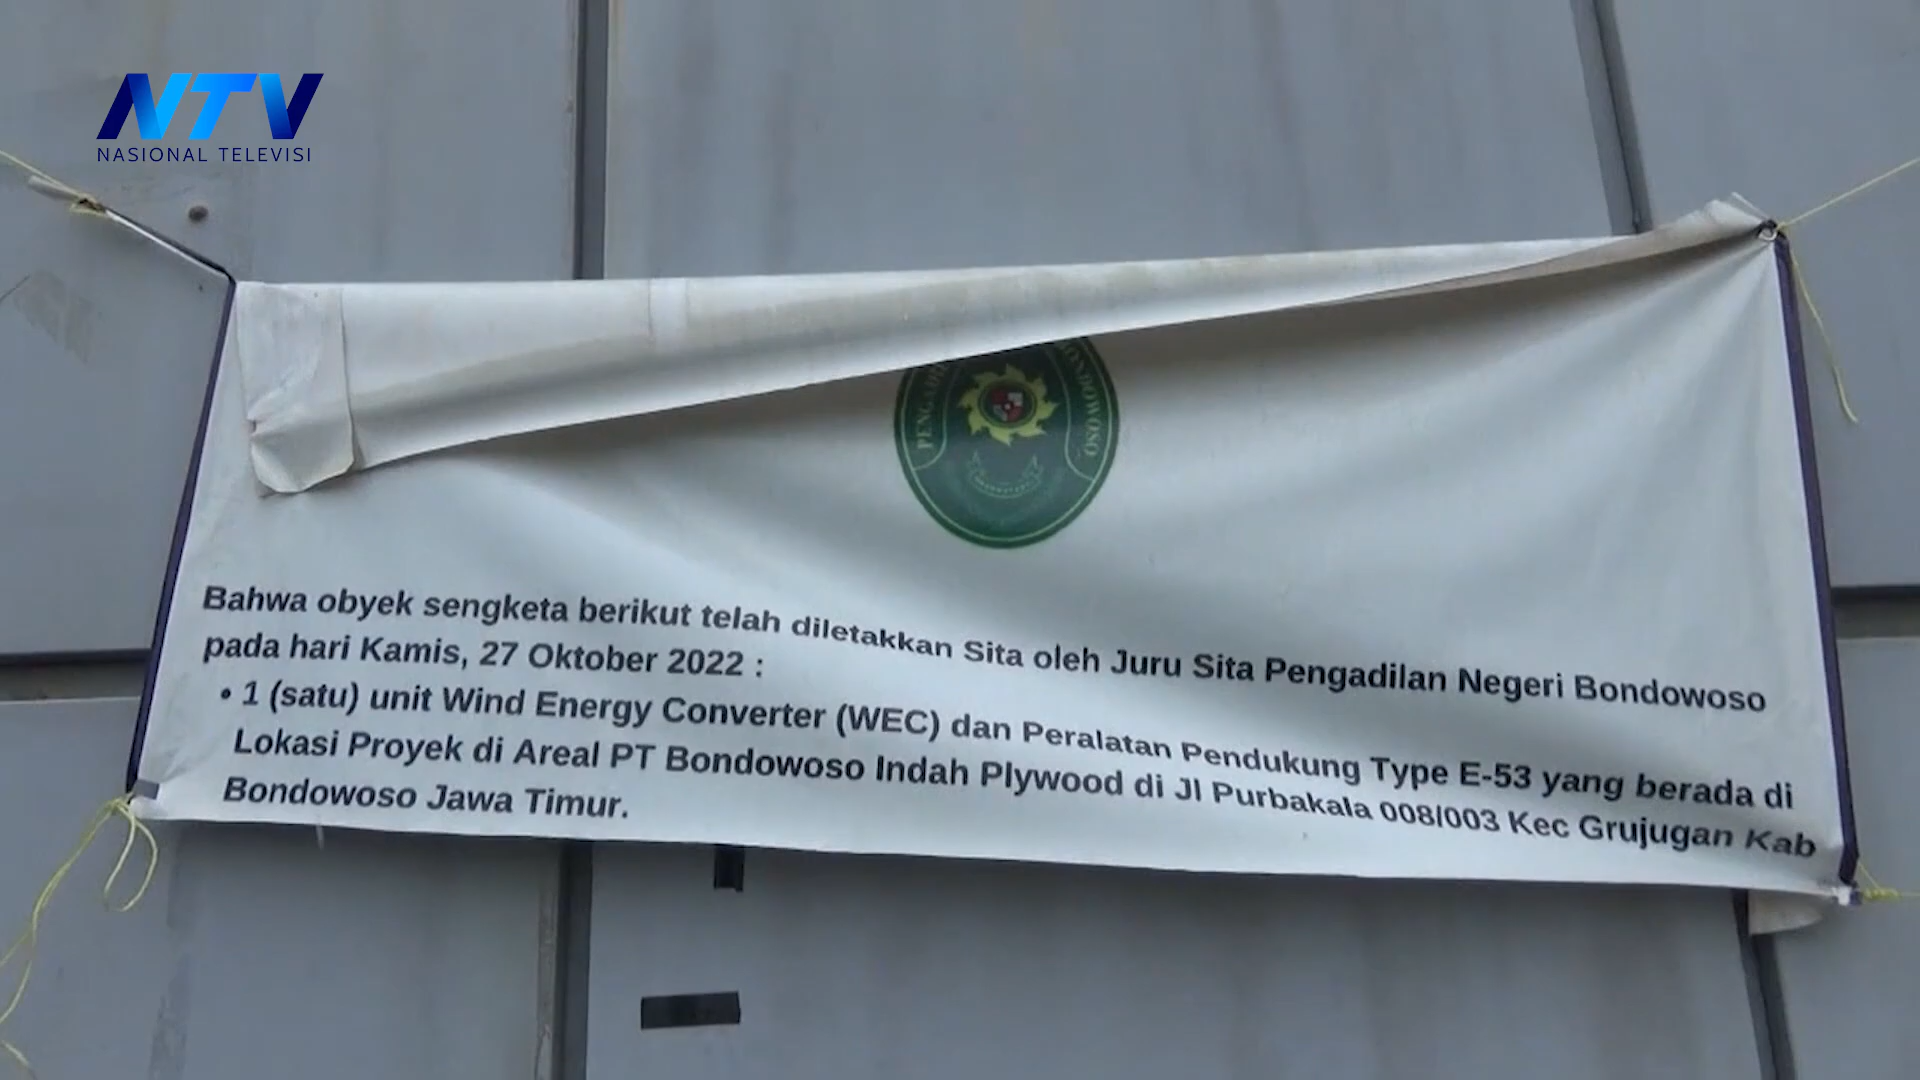 NTV
NASIONAL TELEVISI
BONDOWOSO
Bahwa obyek sengketa berikut telah diletakkan Sita oleh Juru Sita Pengadilan Negeri Bondowoso
pada hari Kamis, 27 Oktober 2022 :
• 1 (satu) unit Wind Energy Converter (WEC) dan Peralatan Pendukung Type E-53 yang berada di
Lokasi Proyek di Areal PT Bondowoso Indah Plywood di Jl Purbakala 008/003 Kec Grujugan Kab
Bondowoso Jawa Timur.